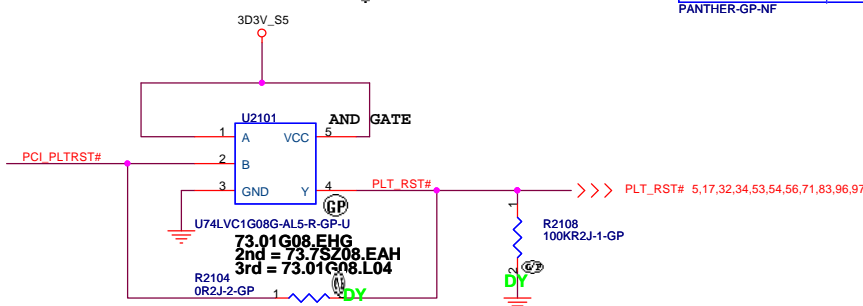 PANTHER-GP-NF
3D3V_S5
U2101
AND GATE
1 A VCC 5
PCI_PLTRST#
2 B
3 GND Y 4
PLT_RST#
PLT_RST# 5,17,32,34,53,54,56,71,83,96,97
GP
U74LVC1G08G-AL5-R-GP-U
73.01G08.EHG
2nd = 73.7SZ08.EAH
3rd = 73.01G08.L04
R2104
0R2J-2-GP
1
DY
1
R2108
100KR2J-1-GP
2
DY